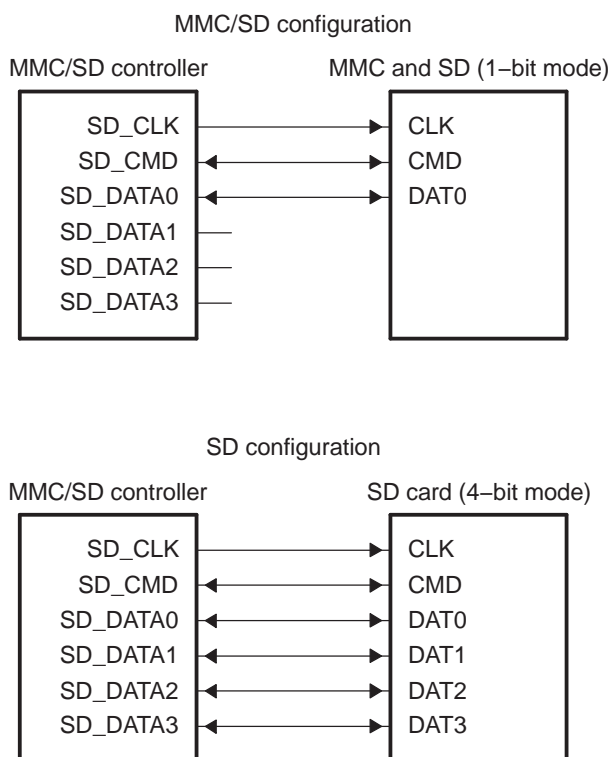 MMC/SD configuration
MMC/SD controller MMC and SD (1−bit mode)
SD_CLK CLK
SD_CMD CMD
SD_DATA0 DAT0
SD_DATA1
SD_DATA2
SD_DATA3
SD configuration
MMC/SD controller SD card (4−bit mode)
SD_CLK CLK
SD_CMD CMD
SD_DATA0 DAT0
SD_DATA1 DAT1
SD_DATA2 DAT2
SD_DATA3 DAT3